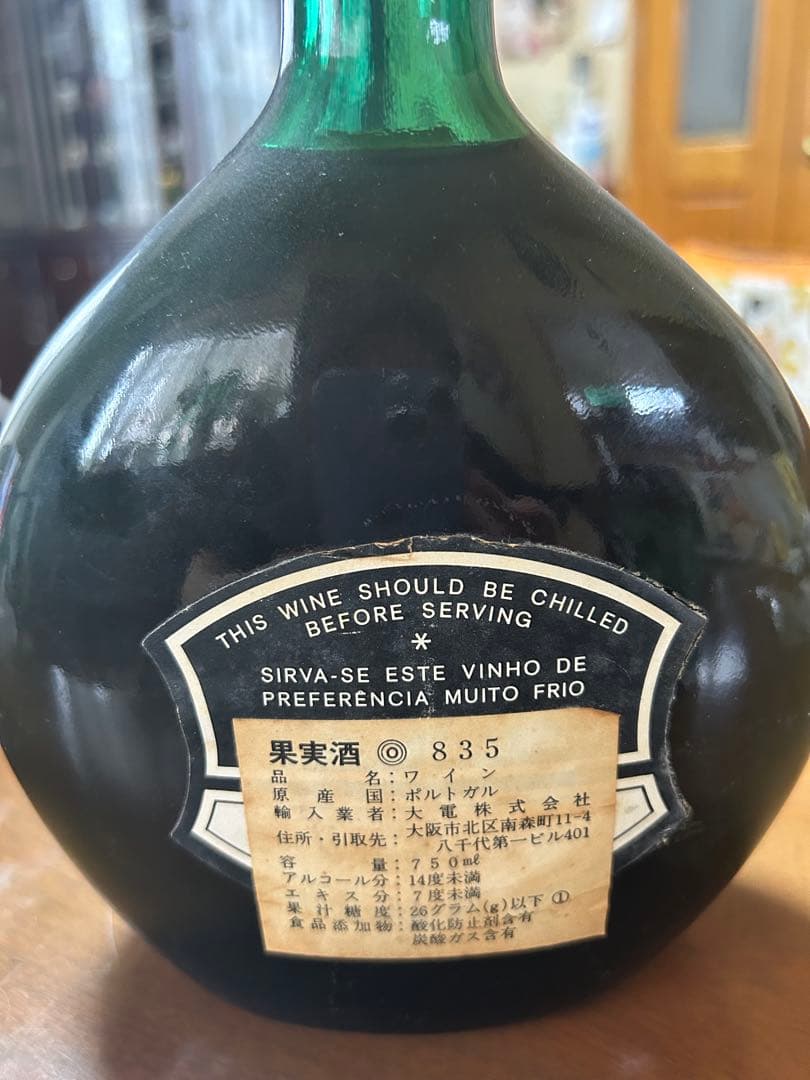 THIS WINE SHOULD BE CHILLED
BEFORE SERVING
*
SIRVA-SE ESTE VINHO DE
PREFERÊNCIA MUITO FRIO
果実酒 ◎ 835
品名：ワイン
原産国：ポルトガル
輸入業者：大電株式会社
住所・引取先：大阪市北区南森町11-4
八千代第一ビル401
容量：750ml
アルコール分：14度未満
エキス分：7度未満
果汁糖度：26グラム(g)以下①
食品添加物：酸化防止剤含有
炭酸ガス含有